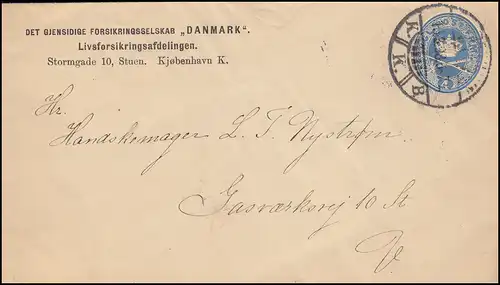 DET GJENSIDIGE FORSIKRINGSSELSKAB „DANMARK“.
Livsforsikringsafdelingen.
Stormgade 10, Stuen. Kjøbenhavn K.
K K. B
Hr.
Handskemager L. T. Nystrøm
Gasværksvej 10 St
V.